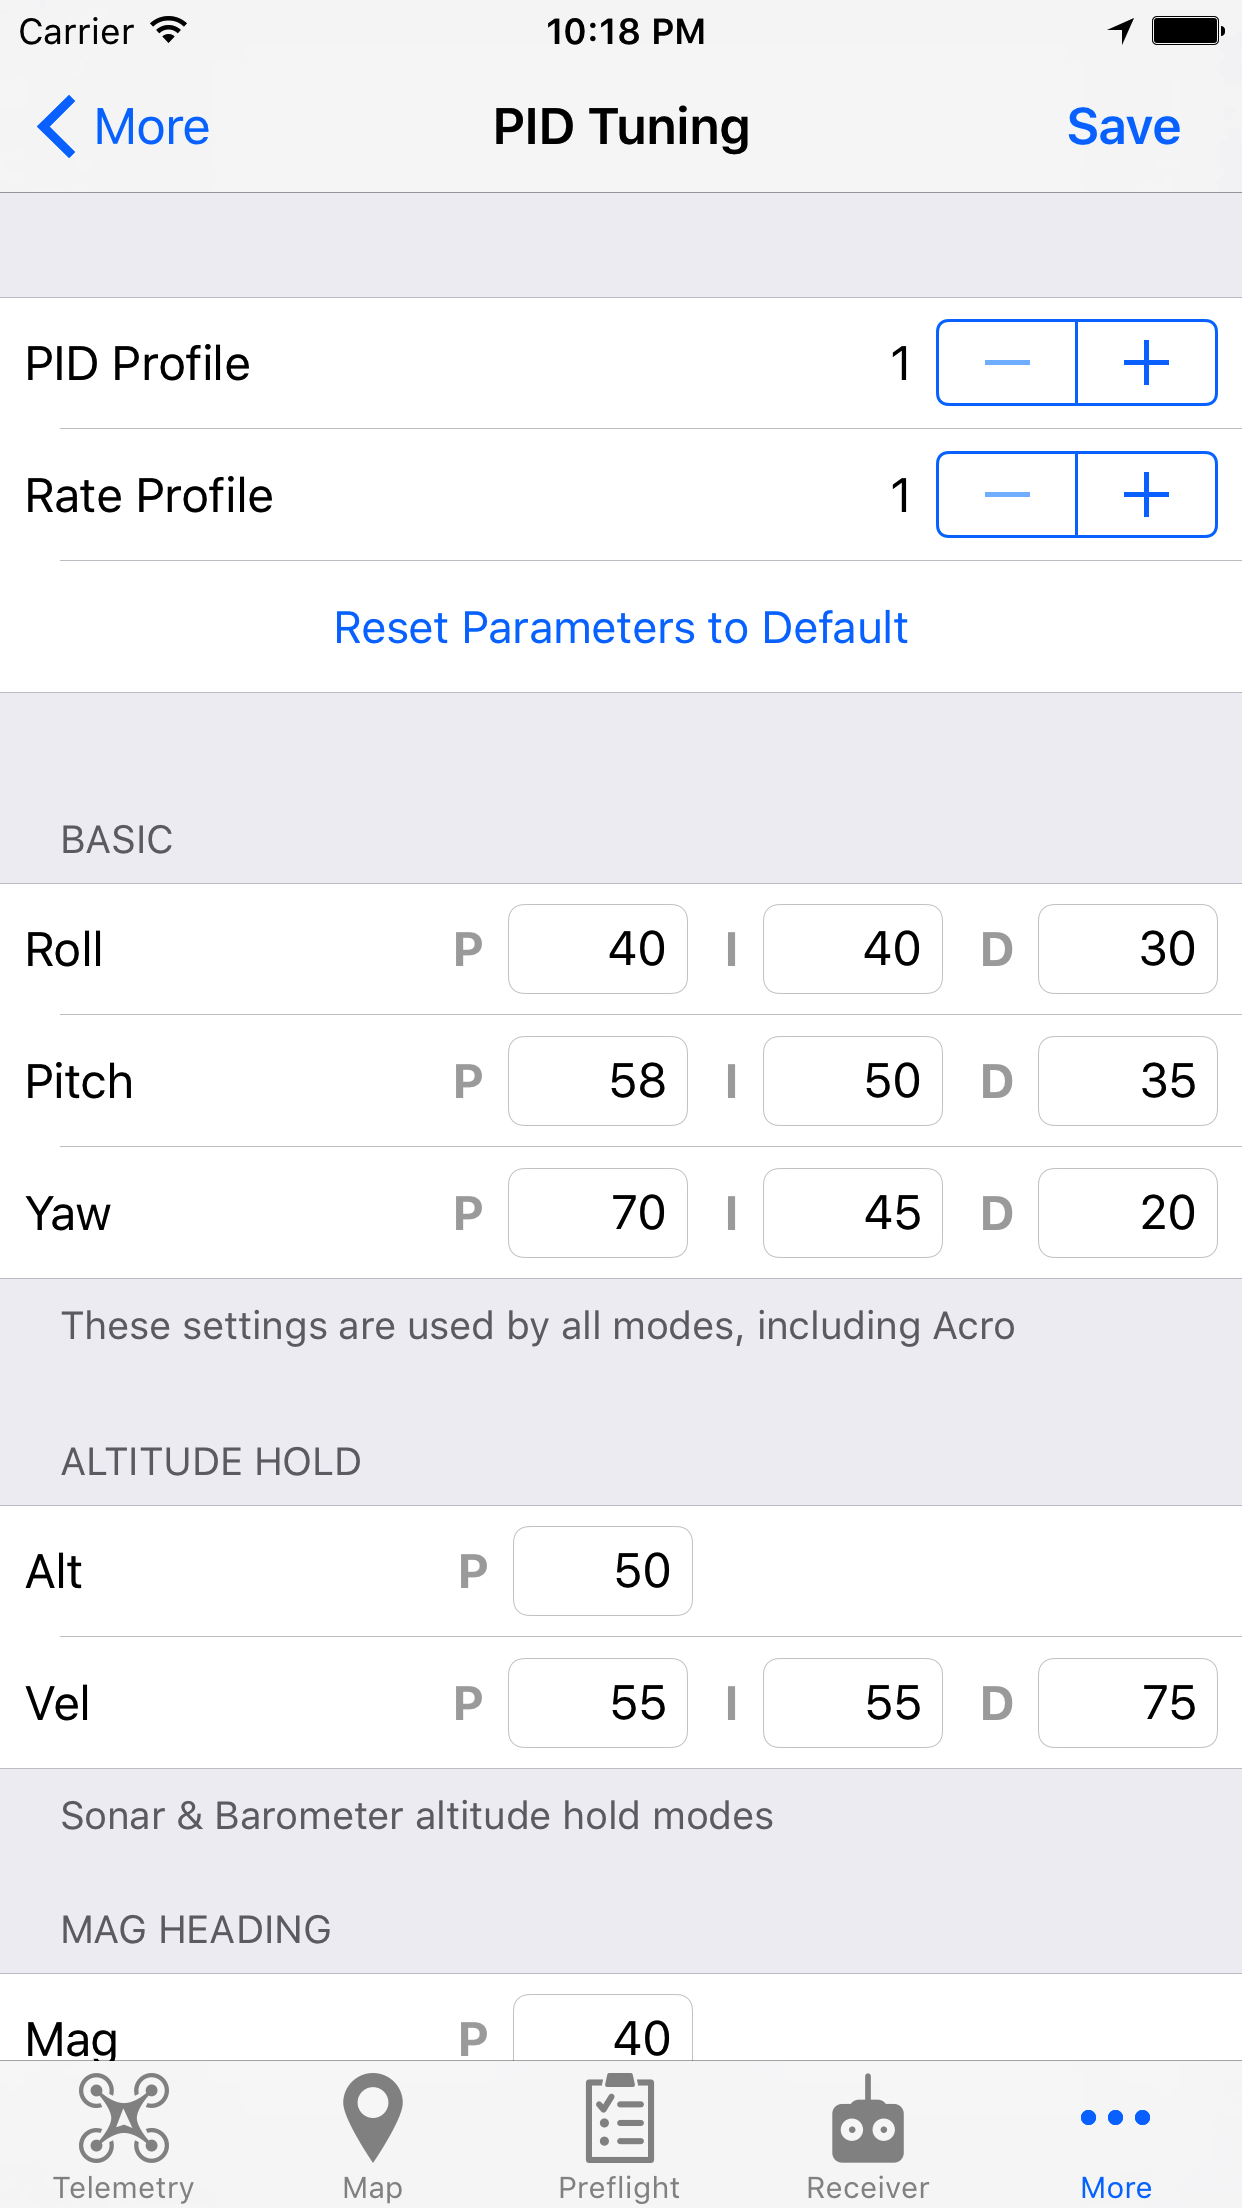 Carrier 10:18 PM
More PID Tuning Save
PID Profile 1
Rate Profile 1
Reset Parameters to Default
BASIC
Roll P 40 I 40 D 30
Pitch P 58 I 50 D 35
Yaw P 70 I 45 D 20
These settings are used by all modes, including Acro
ALTITUDE HOLD
Alt P 50
Vel P 55 I 55 D 75
Sonar & Barometer altitude hold modes
MAG HEADING
Mag P 40
Telemetry Map Preflight Receiver More